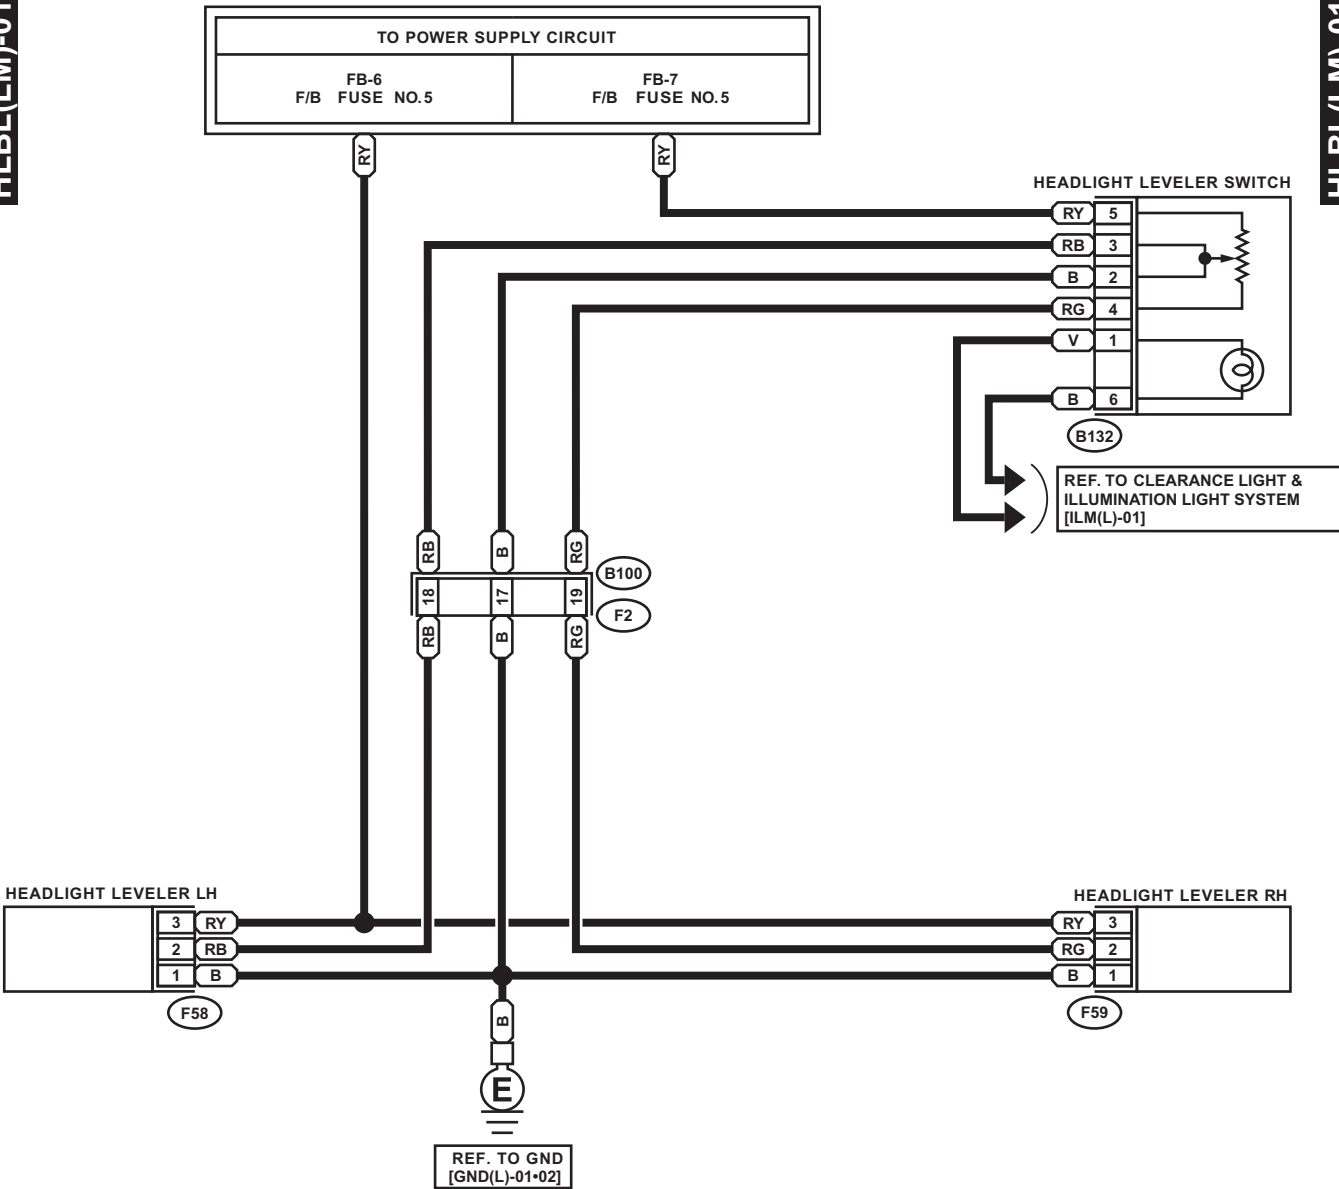 TO POWER SUPPLY CIRCUIT
FB-6
F/B FUSE NO.5
FB-7
F/B FUSE NO.5
RY
RY
HEADLIGHT LEVELER SWITCH
RY 5
RB 3
B 2
RG 4
V 1
B 6
B132
REF. TO CLEARANCE LIGHT &
ILLUMINATION LIGHT SYSTEM
[ILM(L)-01]
RB B RG
B100
18 17 19
F2
RB B RG
HEADLIGHT LEVELER LH
3 RY
2 RB
1 B
F58
HEADLIGHT LEVELER RH
RY 3
RG 2
B 1
F59
B
E
REF. TO GND
[GND(L)-01•02]